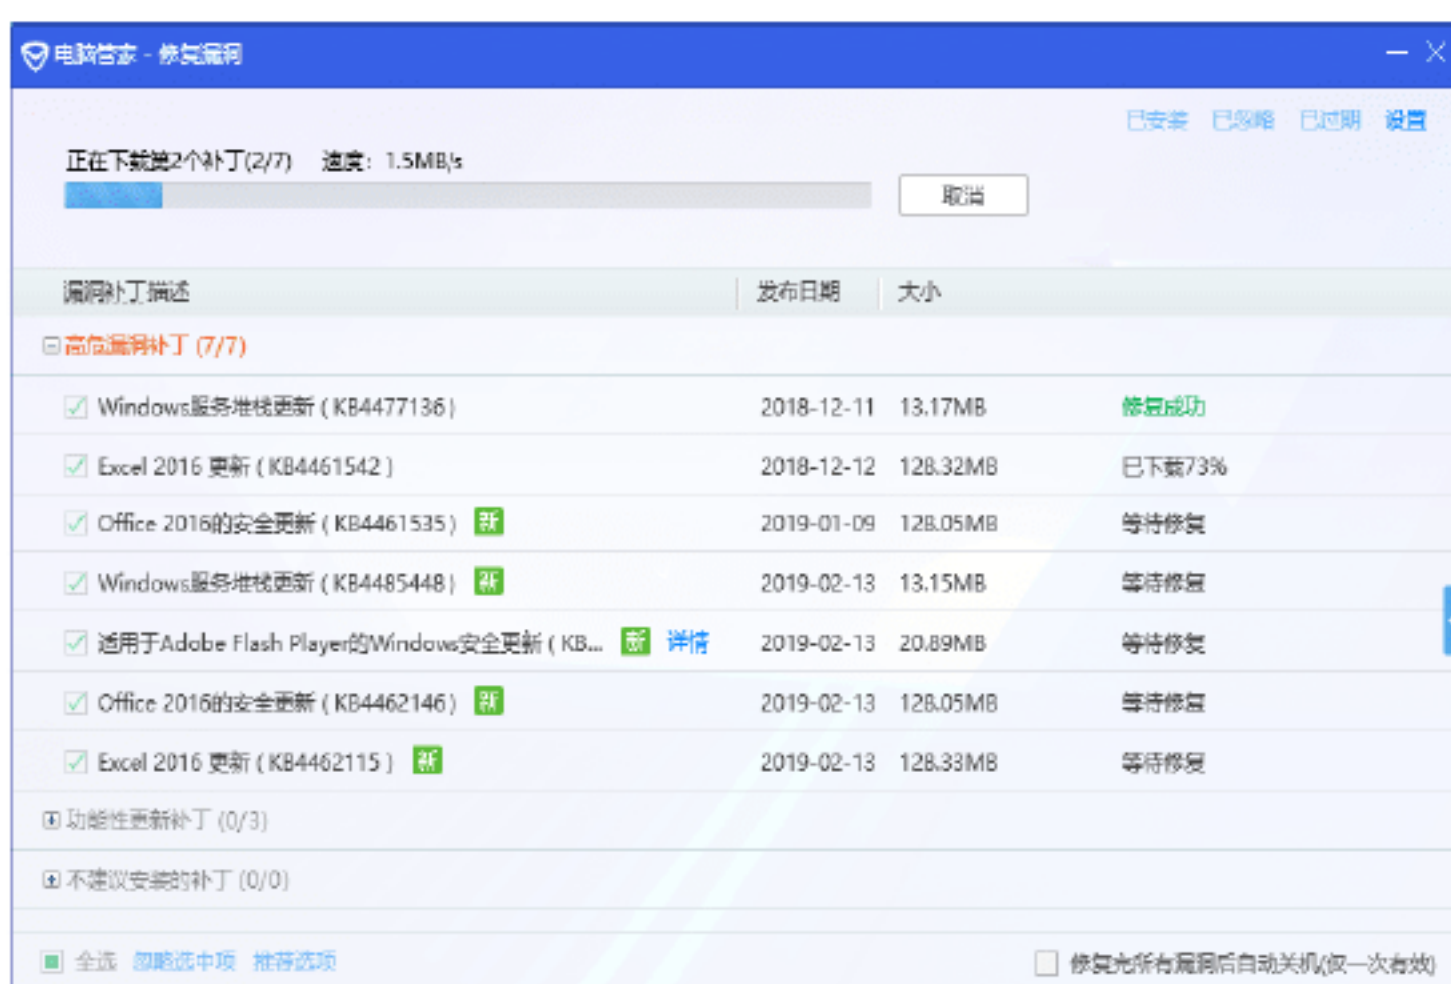 电脑管家 - 修复漏洞
已安装 已忽略 已过期 设置
正在下载第2个补丁(2/7) 速度：1.5MB/s
取消
漏洞补丁描述 发布日期 大小
高危漏洞补丁 (7/7)
Windows服务堆栈更新 ( KB4477136 ) 2018-12-11 13.17MB 修复成功
Excel 2016 更新 ( KB4461542 ) 2018-12-12 128.32MB 已下载73%
Office 2016的安全更新 ( KB4461535 ) 新 2019-01-09 128.05MB 等待修复
Windows服务堆栈更新 ( KB4485448 ) 新 2019-02-13 13.15MB 等待修复
适用于Adobe Flash Player的Windows安全更新 ( KB... 新 详情 2019-02-13 20.89MB 等待修复
Office 2016的安全更新 ( KB4462146 ) 新 2019-02-13 128.05MB 等待修复
Excel 2016 更新 ( KB4462115 ) 新 2019-02-13 128.33MB 等待修复
功能性更新补丁 (0/3)
不建议安装的补丁 (0/0)
全选 忽略选中项 推荐选项 修复完所有漏洞后自动关机(仅一次有效)